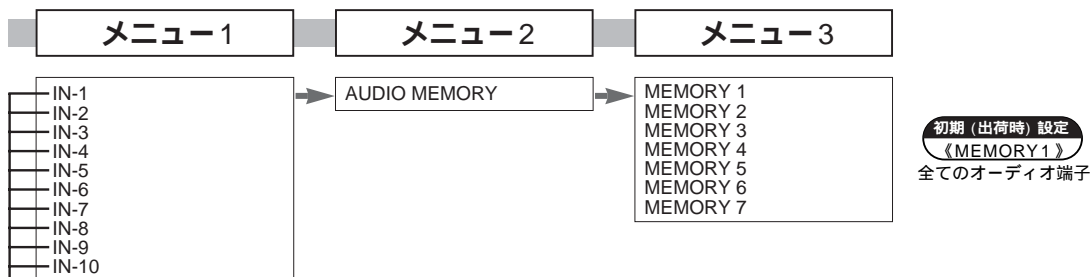 メニュー1
メニュー2
メニュー3
IN-1
IN-2
IN-3
IN-4
IN-5
IN-6
IN-7
IN-8
IN-9
IN-10
AUDIO MEMORY
MEMORY 1
MEMORY 2
MEMORY 3
MEMORY 4
MEMORY 5
MEMORY 6
MEMORY 7
初期 (出荷時) 設定
《MEMORY1》
全てのオーディオ端子